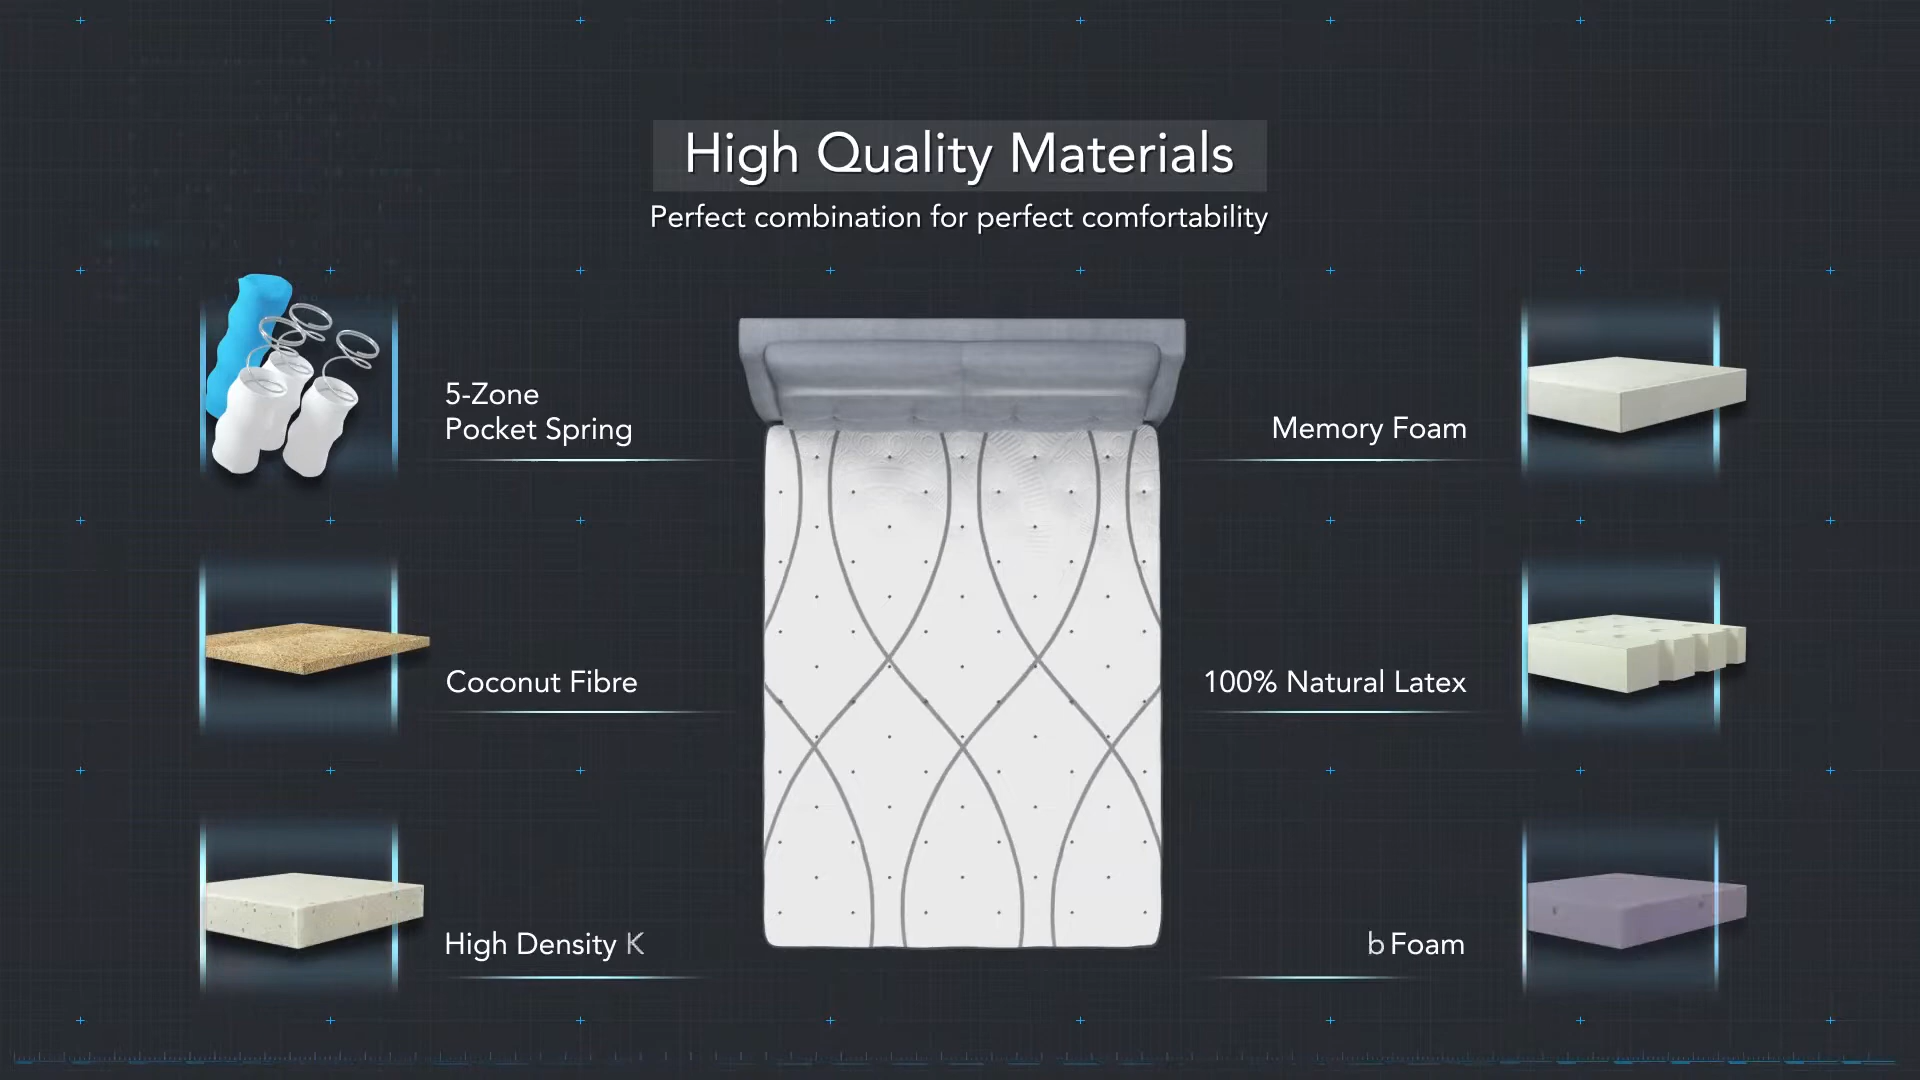 High Quality Materials
Perfect combination for perfect comfortability
5-Zone
Pocket Spring
Memory Foam
Coconut Fibre
100% Natural Latex
High Density K
b Foam